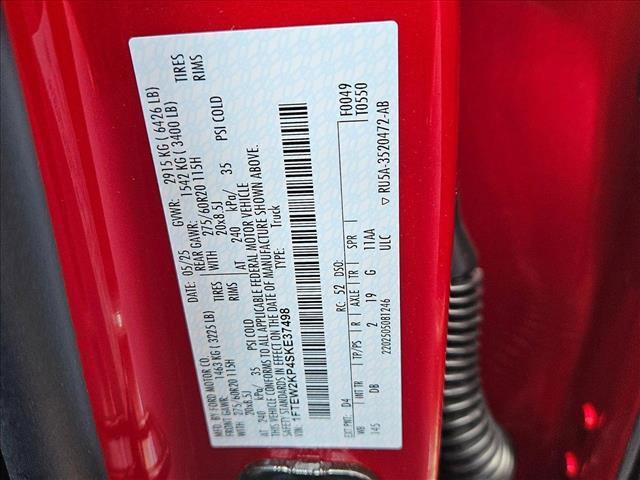 MFD. BY FORD MOTOR CO.
DATE: 05/25 GVWR: 2915 KG ( 6426 LB)
FRONT GAWR: 1463 KG ( 3225 LB) REAR GAWR: 1542 KG ( 3400 LB)
WITH 275/60R20 115H TIRES WITH 275/60R20 115H TIRES
20x8.5J RIMS 20x8.5J RIMS
AT 240 kPa/ 35 PSI COLD AT 240 kPa/ 35 PSI COLD
THIS VEHICLE CONFORMS TO ALL APPLICABLE FEDERAL MOTOR VEHICLE
SAFETY STANDARDS IN EFFECT ON THE DATE OF MANUFACTURE SHOWN ABOVE.
VIN: 1FTEW2KP4SKE37498 TYPE: Truck
F0049
T0550
EXT PNT: D4 RC: 52 DSO:
WB INT TR TP/PS R AXLE TR SPR
145 DB 2 19 G 11AA
2202505081246 ULC
▽ RU5A-3520472-AB